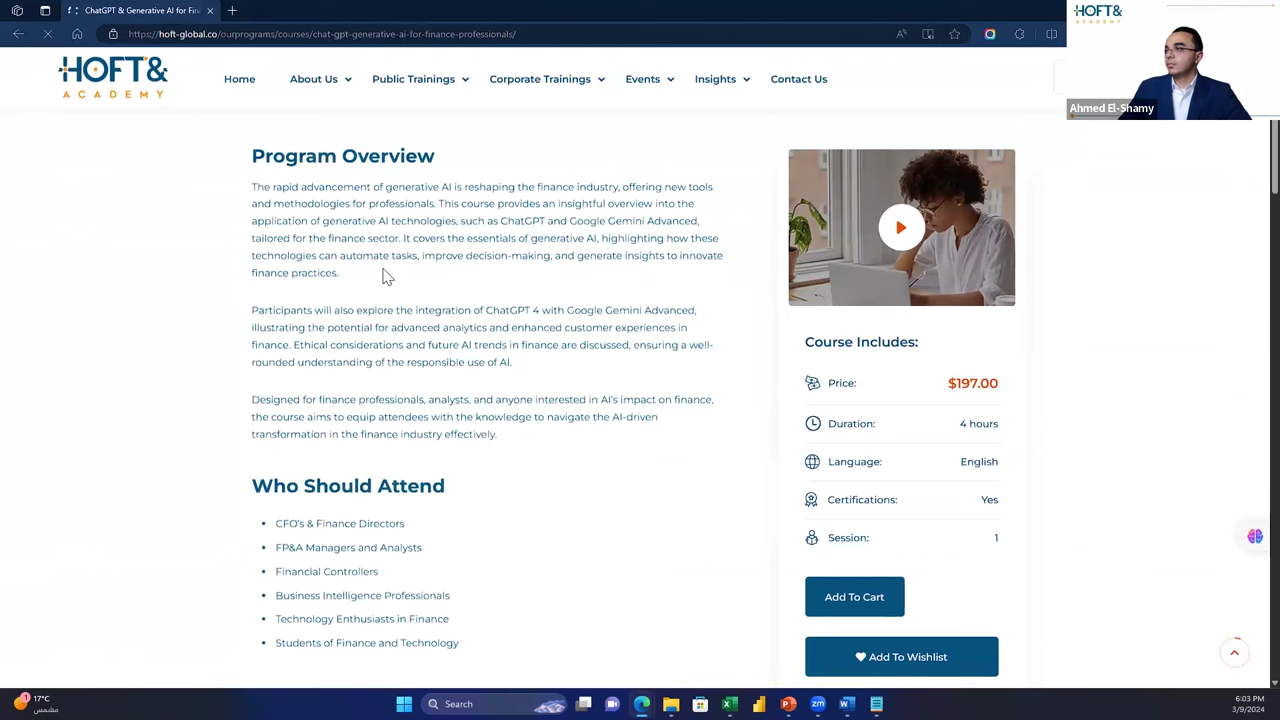 ChatGPT & Generative AI for Fin
https://hoft-global.co/ourprograms/courses/chat-gpt-generative-ai-for-finance-professionals/
HOFT&
ACADEMY
Home
About Us
Public Trainings
Corporate Trainings
Events
Insights
Contact Us
HOFT&
ACADEMY
Ahmed El-Shamy
Program Overview
The rapid advancement of generative AI is reshaping the finance industry, offering new tools
and methodologies for professionals. This course provides an insightful overview into the
application of generative AI technologies, such as ChatGPT and Google Gemini Advanced,
tailored for the finance sector. It covers the essentials of generative AI, highlighting how these
technologies can automate tasks, improve decision-making, and generate insights to innovate
finance practices.
Participants will also explore the integration of ChatGPT 4 with Google Gemini Advanced,
illustrating the potential for advanced analytics and enhanced customer experiences in
finance. Ethical considerations and future AI trends in finance are discussed, ensuring a well-
rounded understanding of the responsible use of AI.
Designed for finance professionals, analysts, and anyone interested in AI's impact on finance,
the course aims to equip attendees with the knowledge to navigate the AI-driven
transformation in the finance industry effectively.
Who Should Attend
• CFO's & Finance Directors
• FP&A Managers and Analysts
• Financial Controllers
• Business Intelligence Professionals
• Technology Enthusiasts in Finance
• Students of Finance and Technology
Course Includes:
Price: $197.00
Duration: 4 hours
Language: English
Certifications: Yes
Session: 1
Add To Cart
Add To Wishlist
1
17°C
مشمس
Search
6:03 PM
3/9/2024